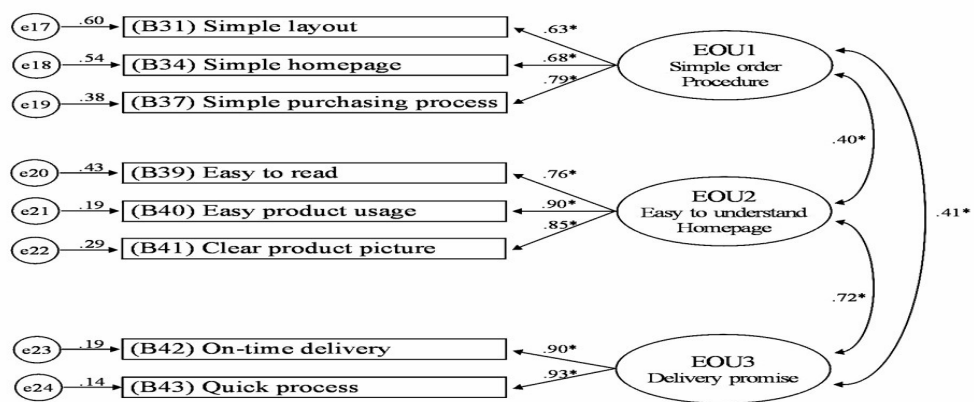 e17 .60 (B31) Simple layout .63*
e18 .54 (B34) Simple homepage .68*
e19 .38 (B37) Simple purchasing process .79*
EOU1
Simple order
Procedure
.40*
e20 .43 (B39) Easy to read .76*
e21 .19 (B40) Easy product usage .90*
e22 .29 (B41) Clear product picture .85*
EOU2
Easy to understand
Homepage
.41*
.72*
e23 .19 (B42) On-time delivery .90*
e24 .14 (B43) Quick process .93*
EOU3
Delivery promise